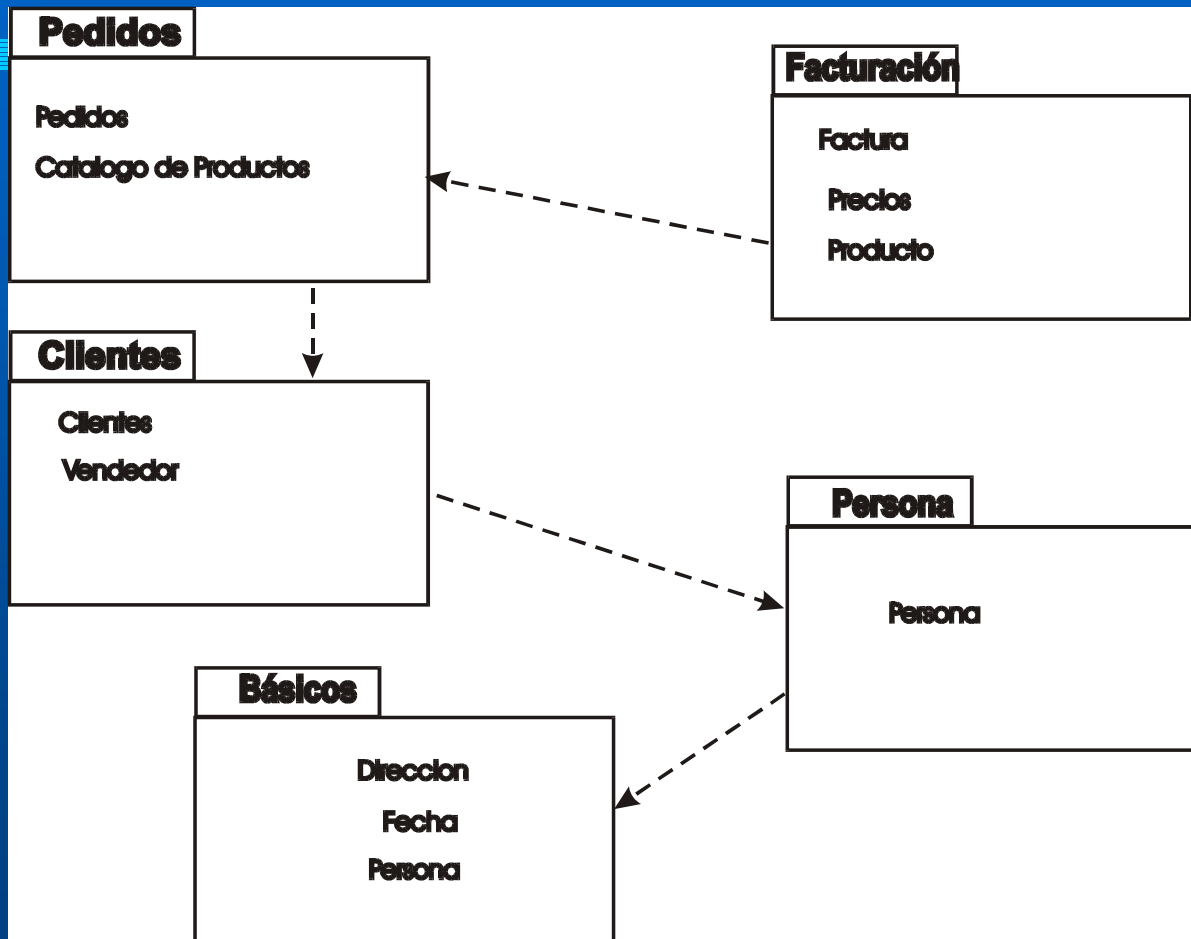 Pedidos
Pedidos
Catalogo de Productos
Facturación
Factura
Precios
Producto
Clientes
Clientes
Vendedor
Persona
Persona
Básicos
Direccion
Fecha
Persona